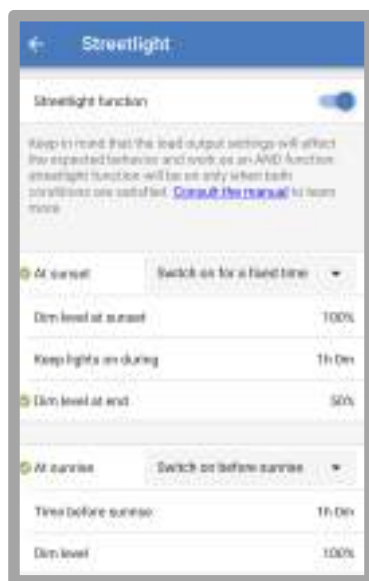 Streetlight
Streetlight function
Keep in mind that the load output settings will affect
the expected behavior and work as an AND function:
streetlight function will be on only when both
conditions are satisfied. Consult the manual to learn
more
At sunset Switch on for a fixed time
Dim level at sunset 100%
Keep lights on during 1h 0m
Dim level at end 50%
At sunrise Switch on before sunrise
Time before sunrise 1h 0m
Dim level 100%